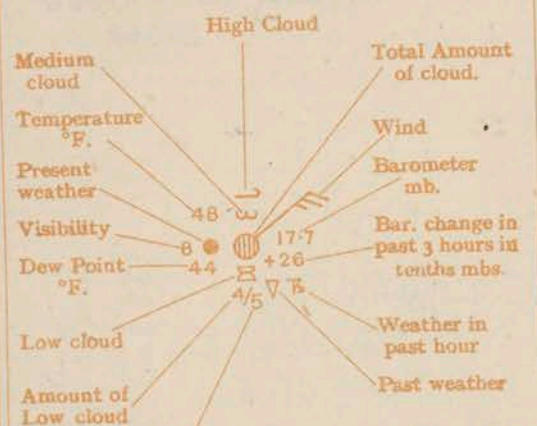 High Cloud
Medium
cloud
Total Amount
of cloud.
Temperature
°F.
Wind
Present
weather
Barometer
mb.
48
Visibility
8
17·7
Bar. change in
past 3 hours in
tenths mbs.
+26
Dew Point
°F.
44
4/5
Low cloud
Weather in
past hour
Amount of
Low cloud
Past weather